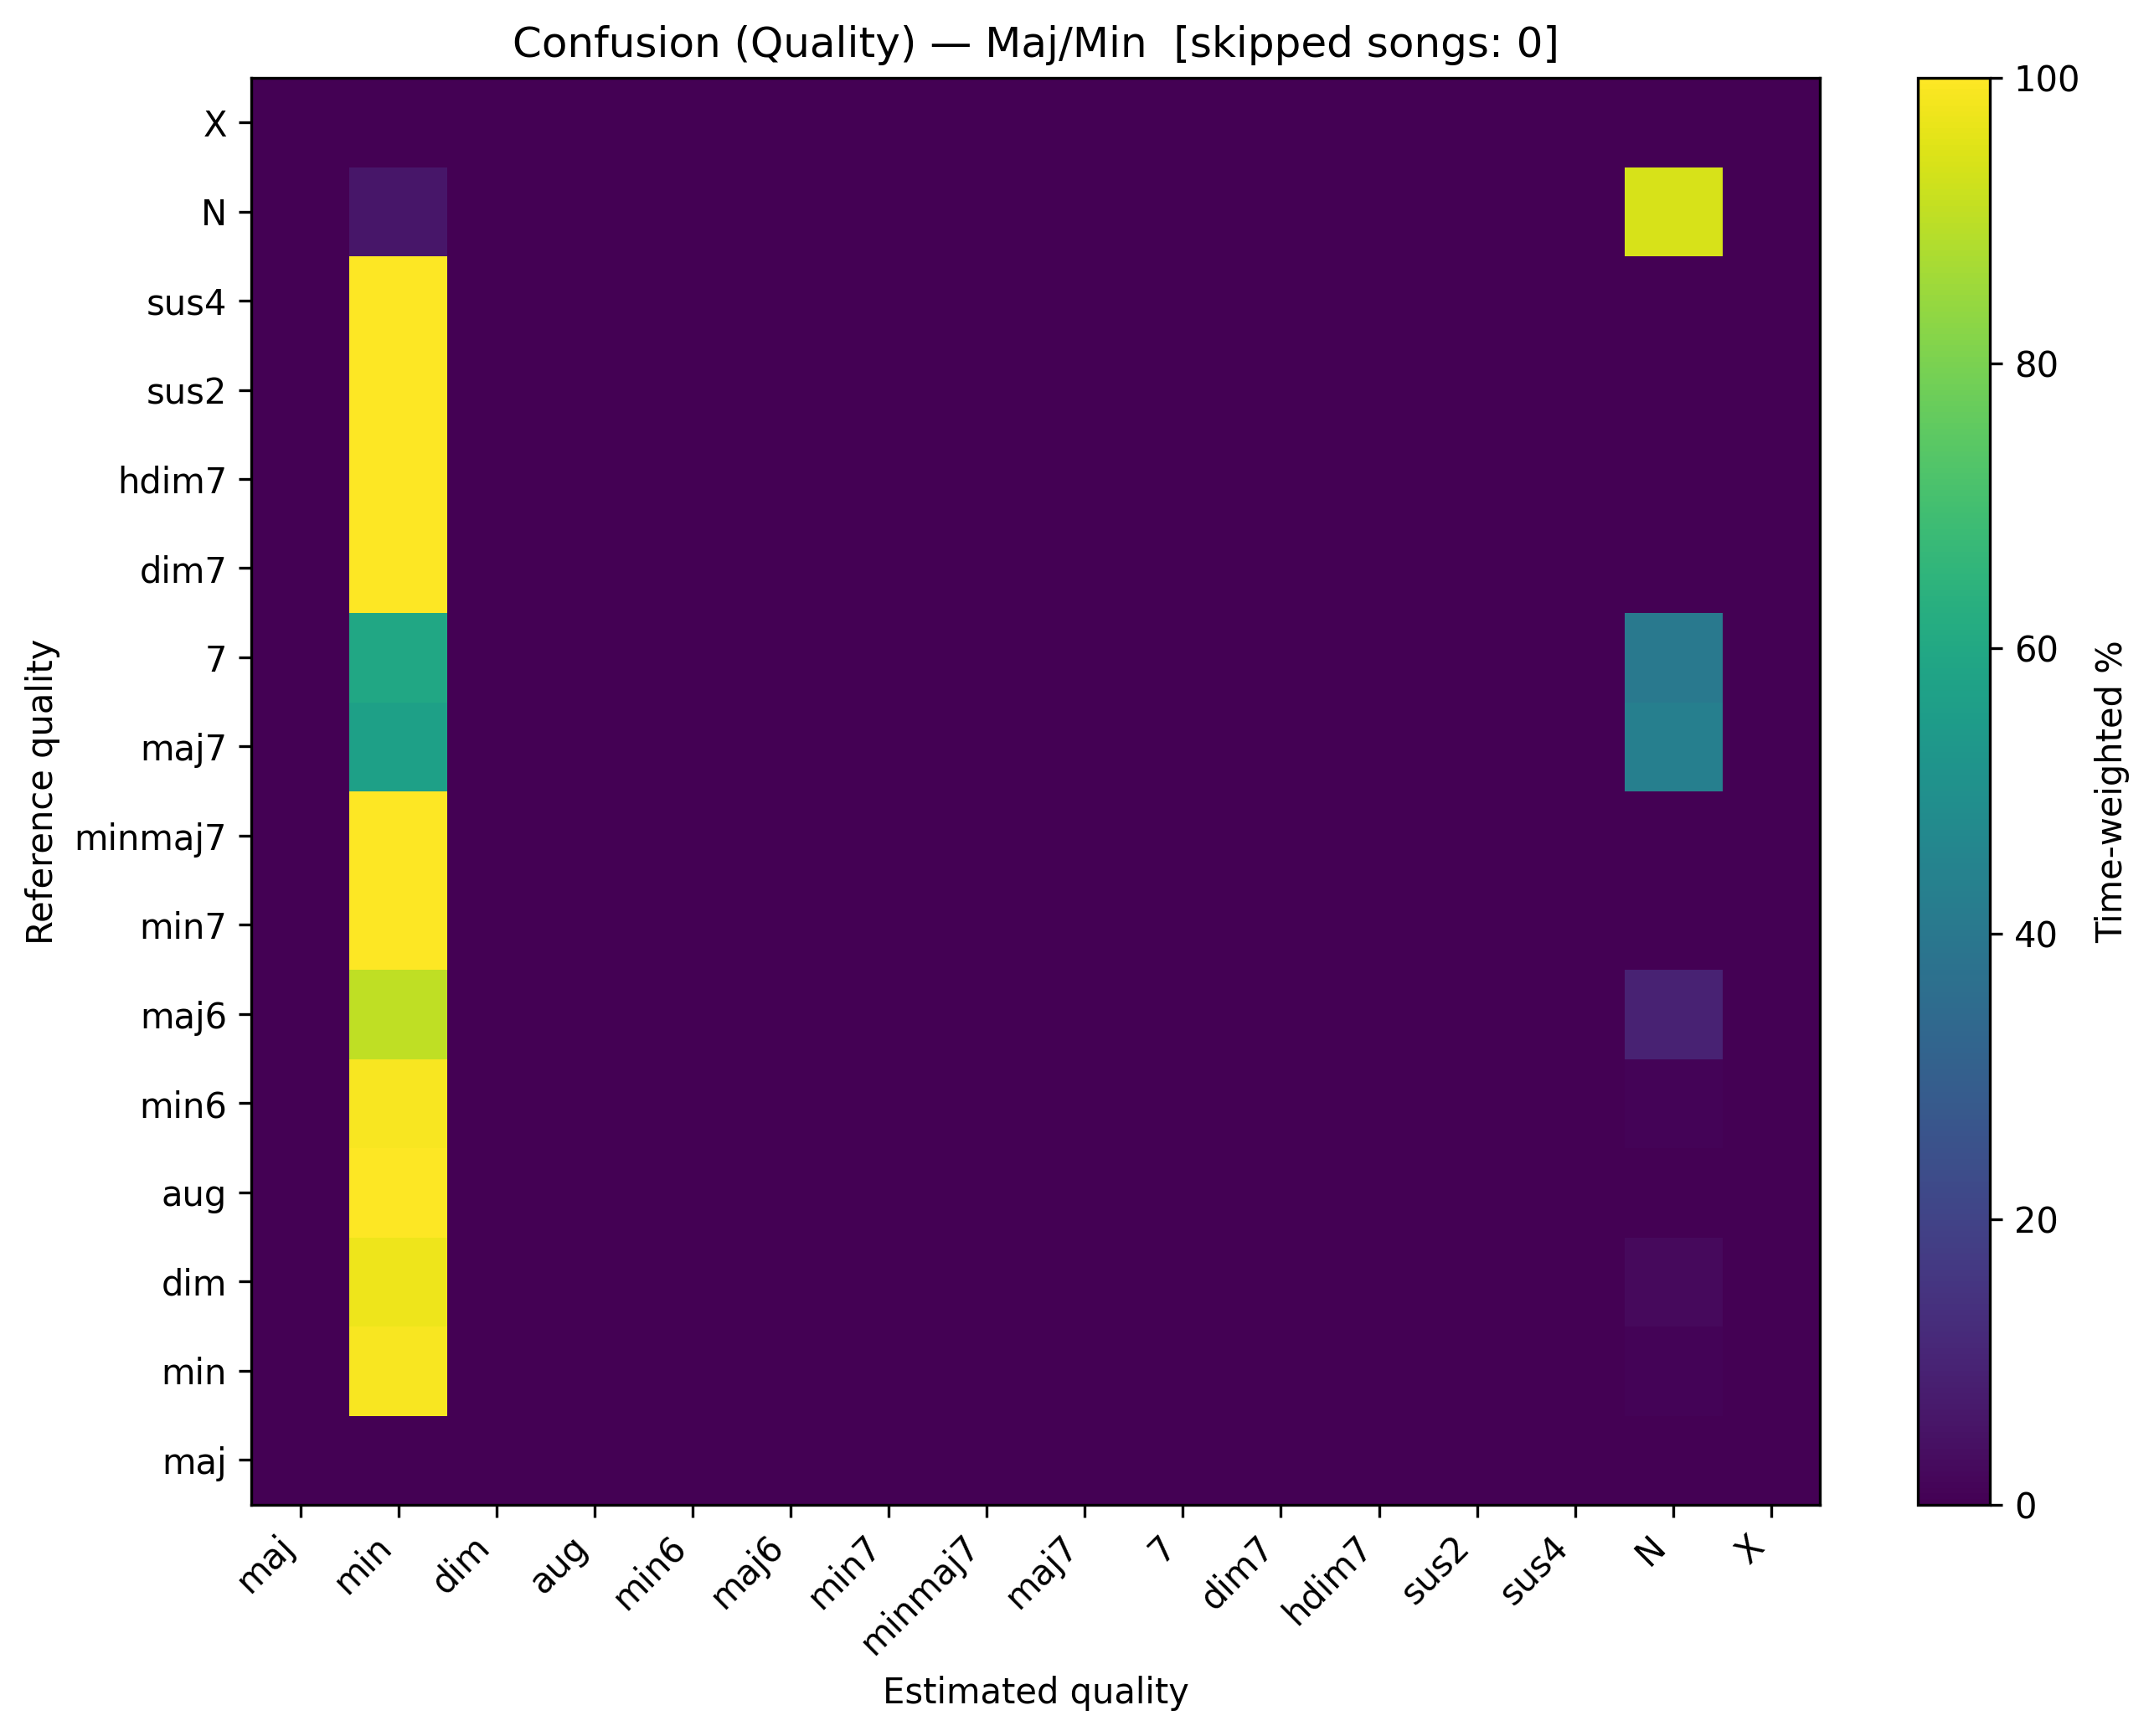 Confusion (Quality) — Maj/Min [skipped songs: 0]
X
N
sus4
sus2
hdim7
dim7
7
maj7
minmaj7
min7
maj6
min6
aug
dim
min
maj
Reference quality
maj
min
dim
aug
min6
maj6
min7
minmaj7
maj7
7
dim7
hdim7
sus2
sus4
N
X
Estimated quality
100
80
60
40
20
0
Time-weighted %